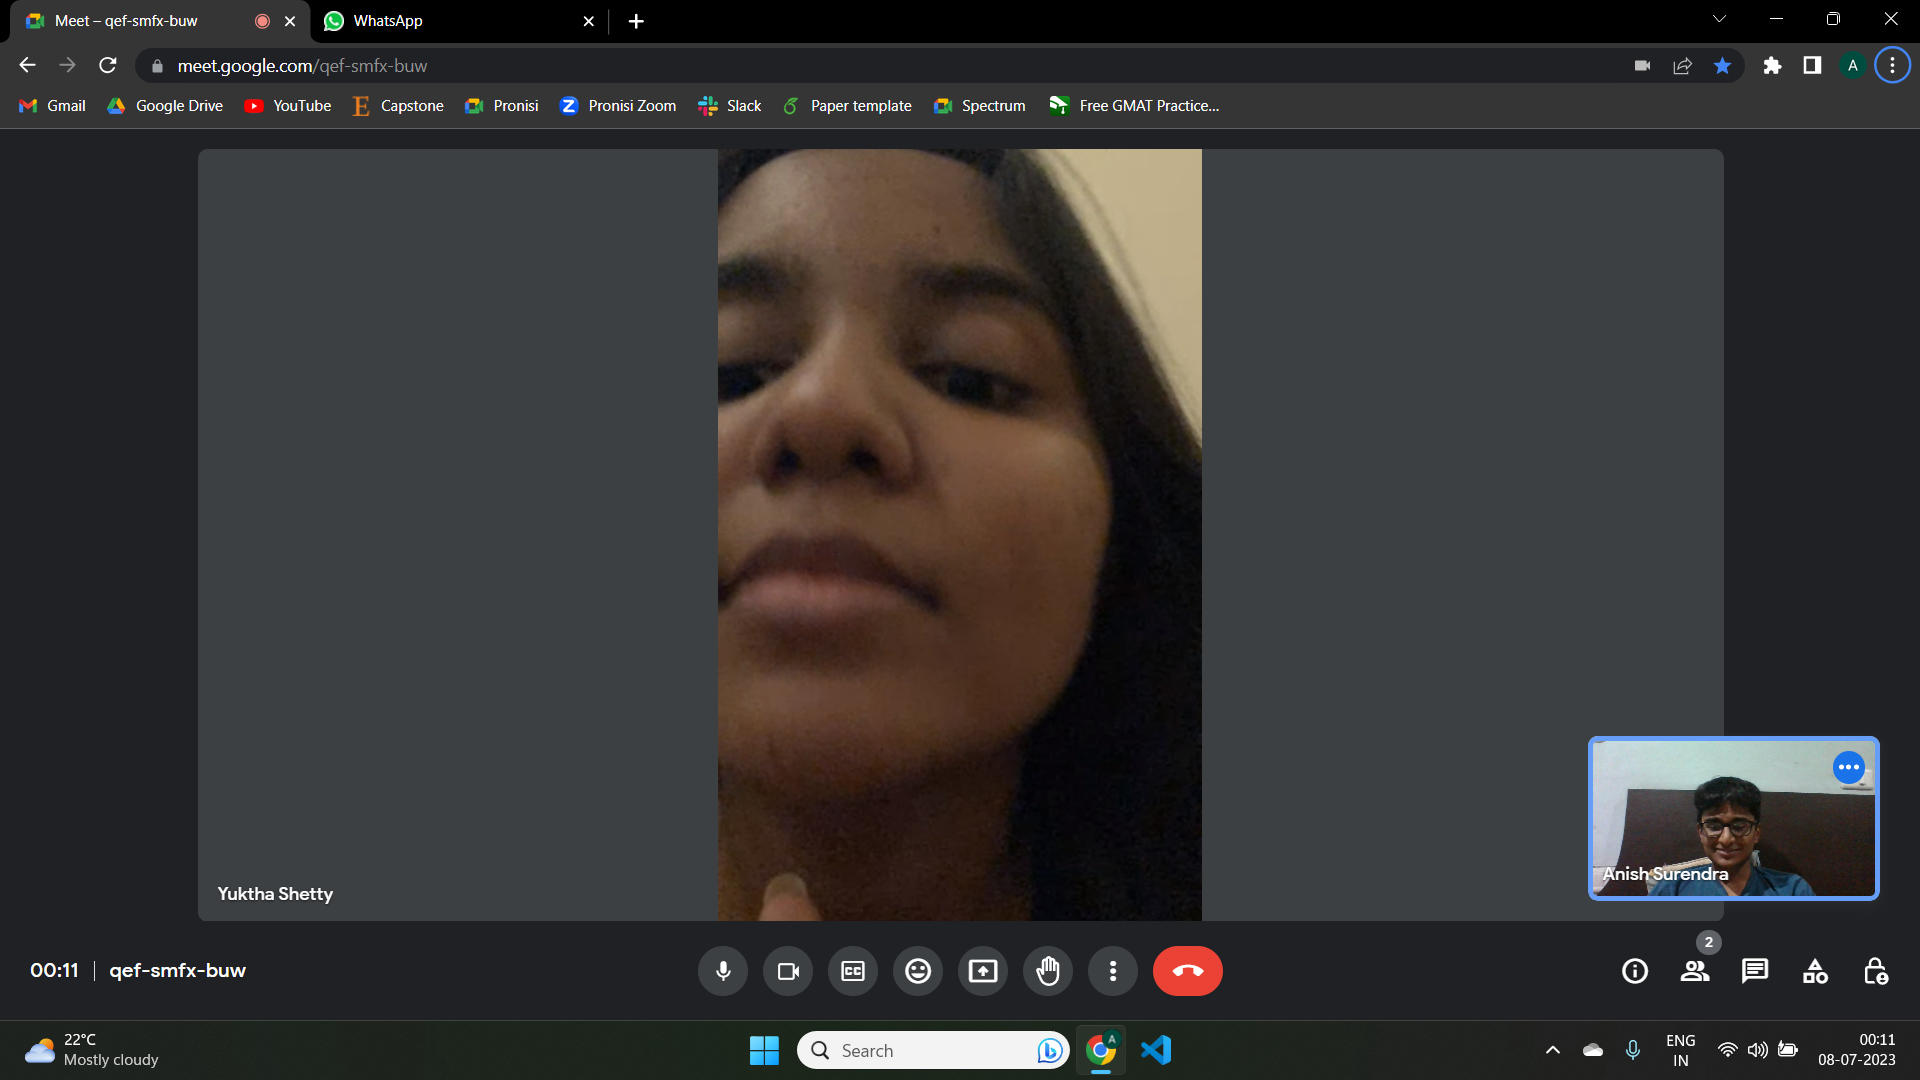 Meet – qef-smfx-buw
WhatsApp
meet.google.com/qef-smfx-buw
A
Gmail
Google Drive
YouTube
Capstone
Pronisi
Pronisi Zoom
Slack
Paper template
Spectrum
Free GMAT Practice...
Yuktha Shetty
Anish Surendra
00:11 | qef-smfx-buw
CC
2
22°C
Mostly cloudy
Search
A
ENG
IN
00:11
08-07-2023